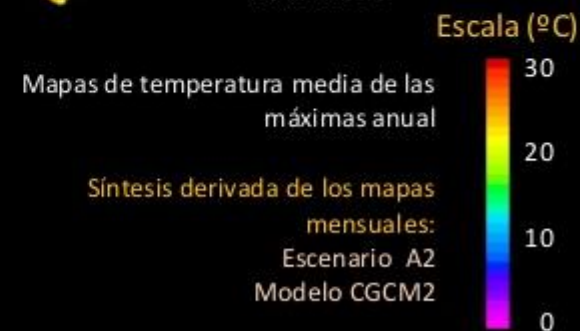 Escala (ºC)
Mapas de temperatura media de las
máximas anual
Síntesis derivada de los mapas
mensuales:
Escenario A2
Modelo CGCM2
30
20
10
0